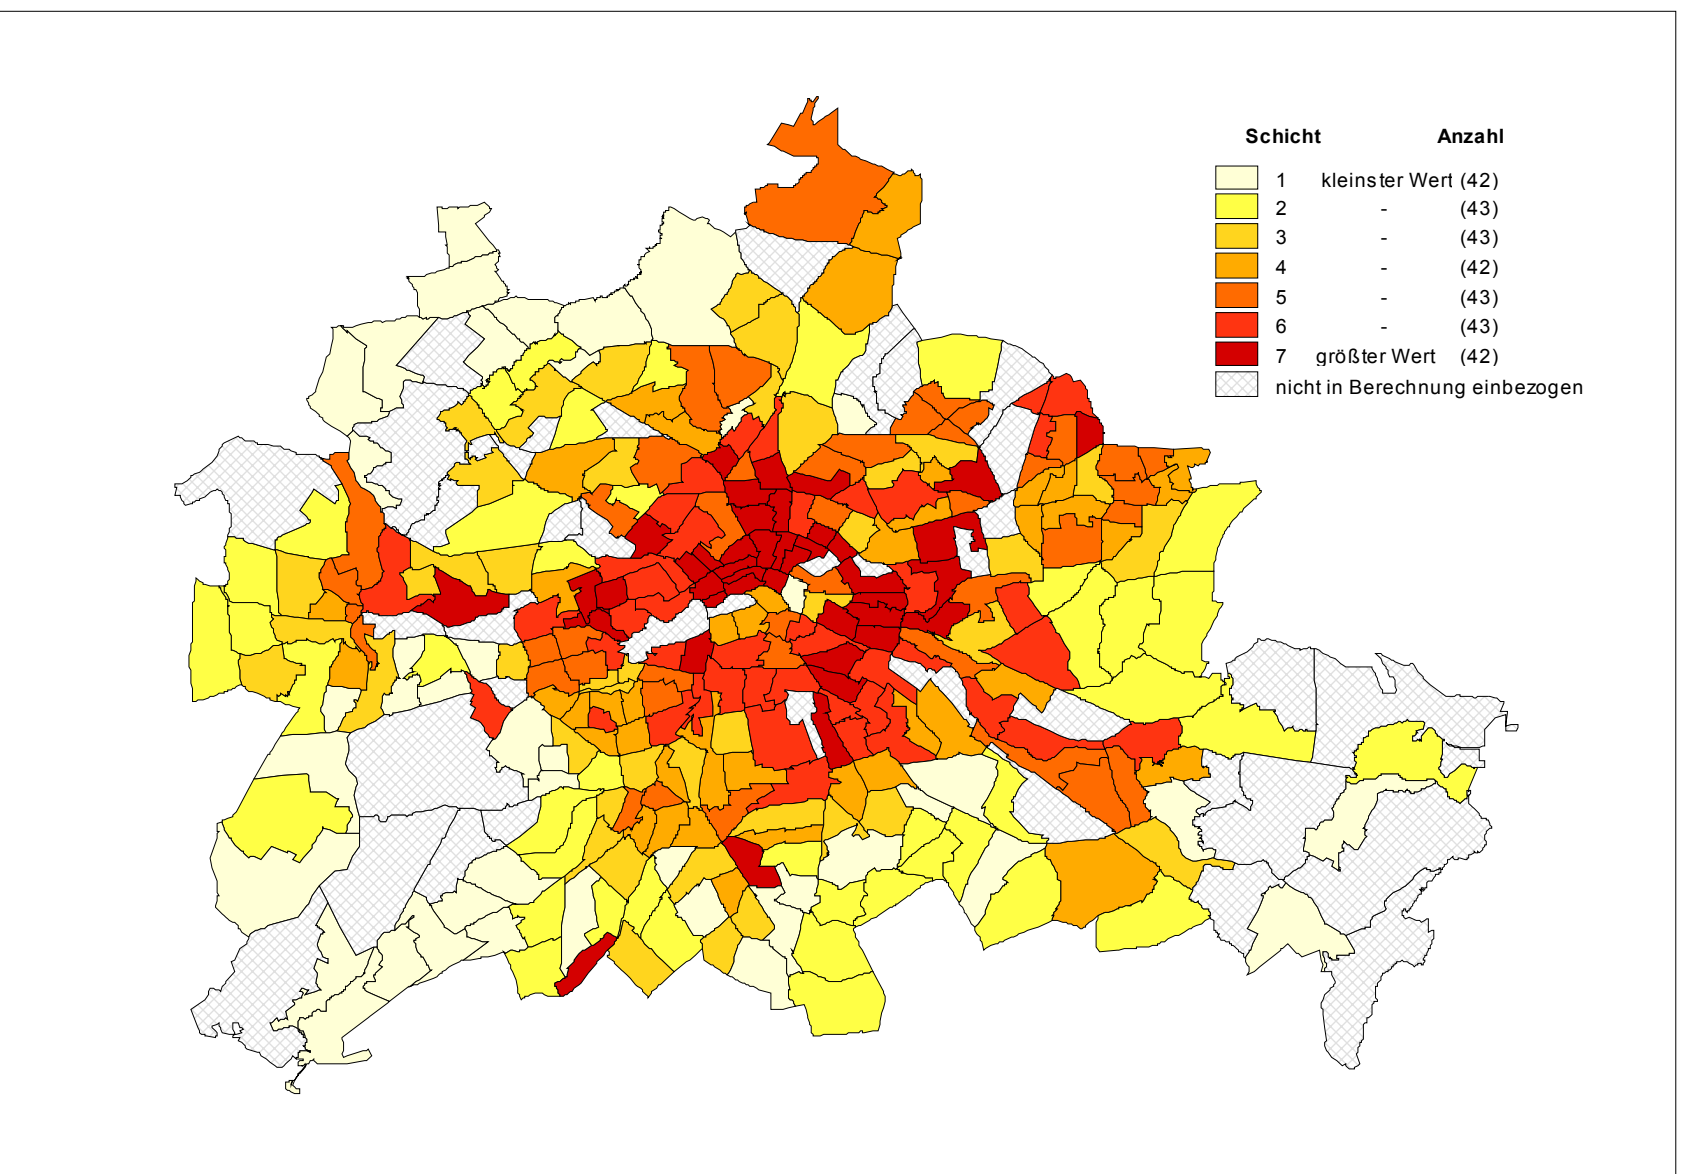 Schicht Anzahl
1 kleinster Wert (42)
2 - (43)
3 - (43)
4 - (42)
5 - (43)
6 - (43)
7 größter Wert (42)
nicht in Berechnung einbezogen